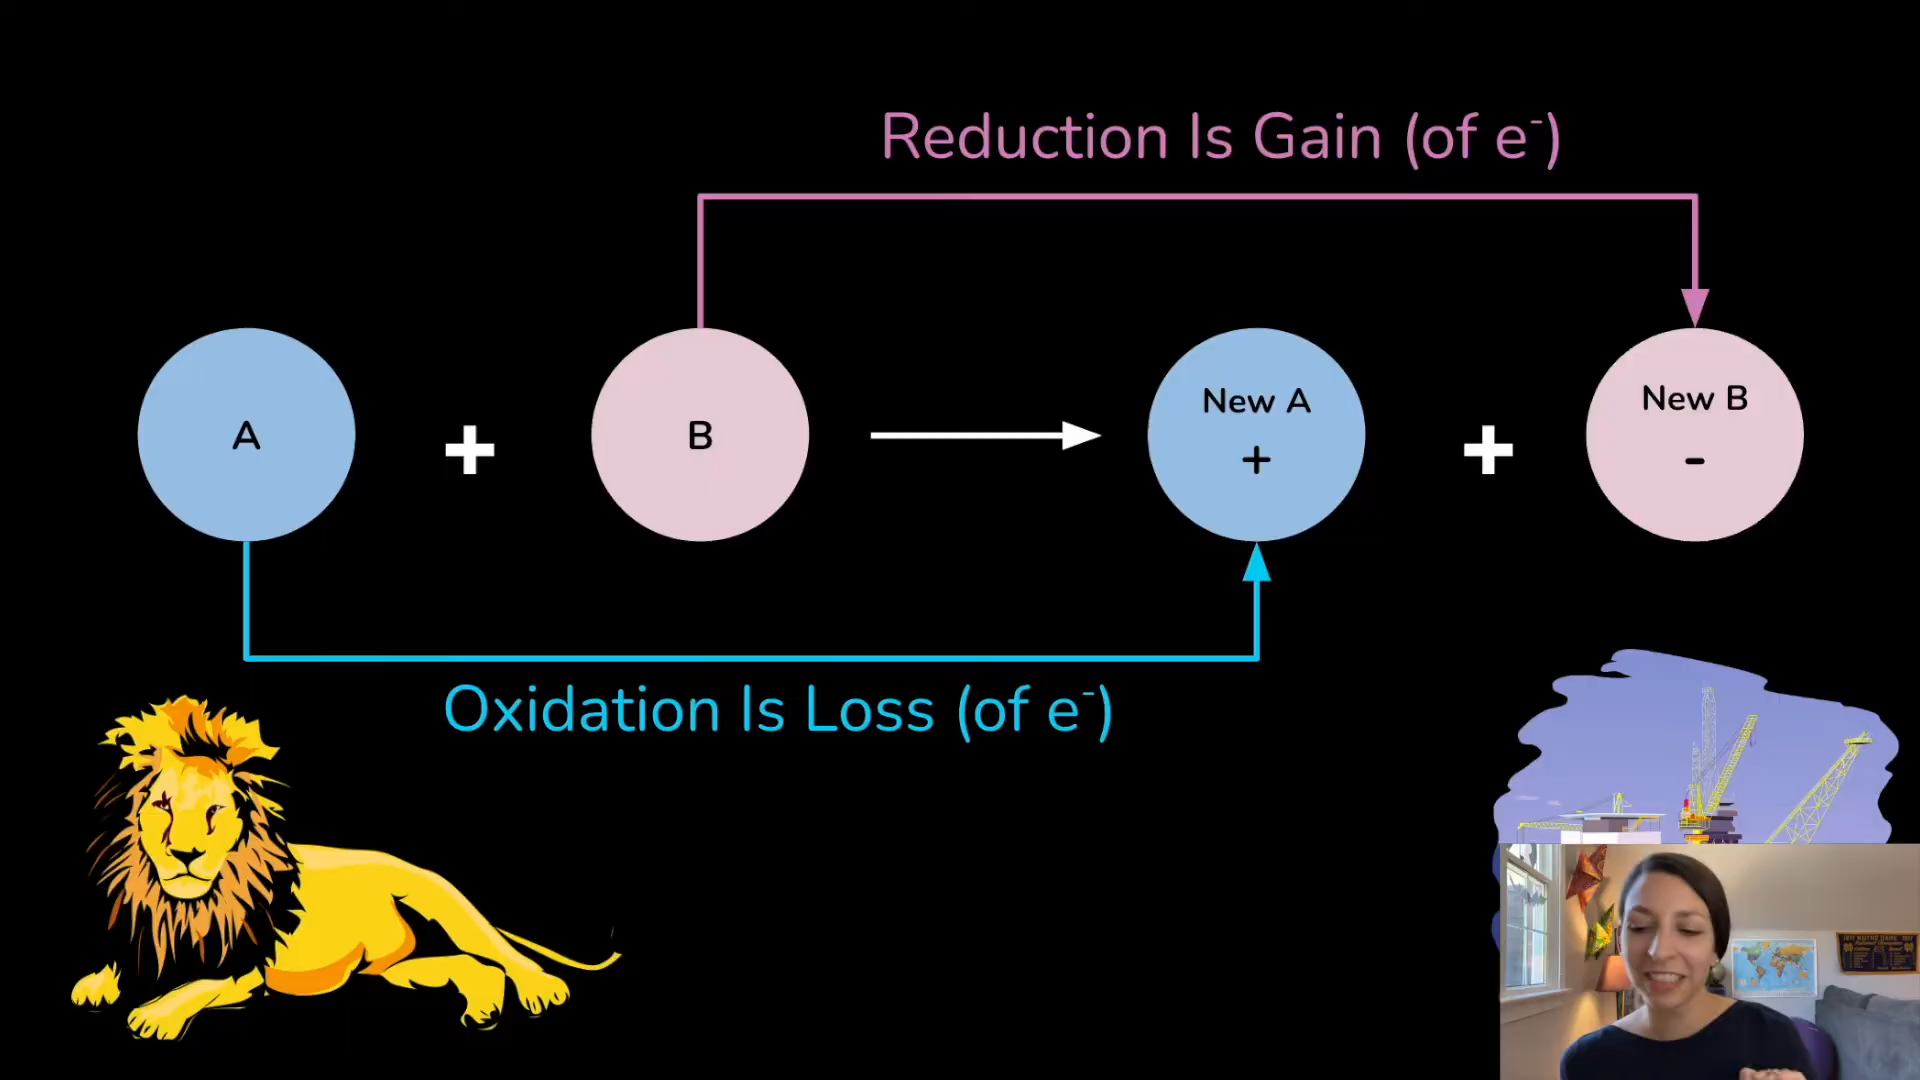 Reduction Is Gain (of e⁻)
A
+
B
New A
+
+
New B
-
Oxidation Is Loss (of e⁻)